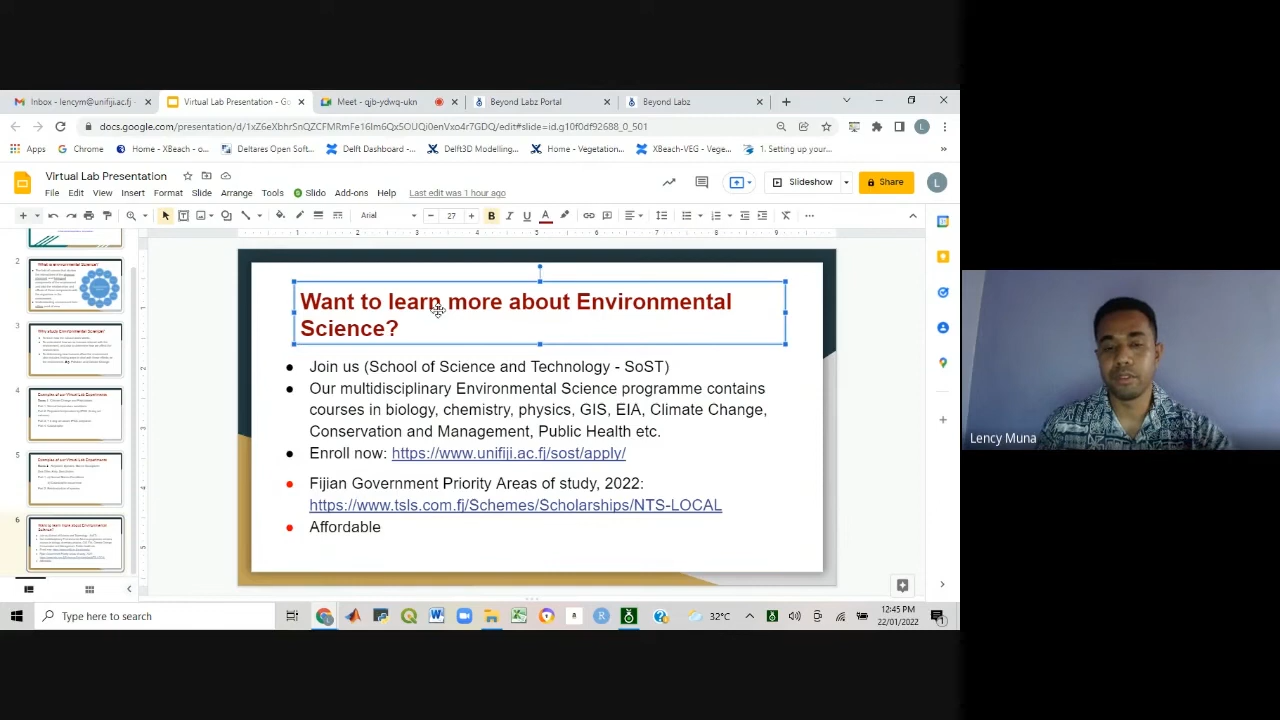 Inbox - lencym@unifiji.ac.fj -
Virtual Lab Presentation - Go
Meet - qjb-ydwq-ukn
Beyond Labz Portal
Beyond Labz
docs.google.com/presentation/d/1xZ6eXbhrSnQZCFMRmFe16Im6Qx5OUQi0enVxo4r7GDQ/edit#slide=id.g10f0df92688_0_501
Apps
Chrome
Home - XBeach - o...
Deltares Open Soft...
Delft Dashboard -...
Delft3D Modelling...
Home - Vegetation...
XBeach-VEG - Vege...
1. Setting up your...
Virtual Lab Presentation
File Edit View Insert Format Slide Arrange Tools Slido Add-ons Help Last edit was 1 hour ago
Slideshow
Share
L
Arial
27
B I U A
Want to learn more about Environmental
Science?
● Join us (School of Science and Technology - SoST)
● Our multidisciplinary Environmental Science programme contains
courses in biology, chemistry, physics, GIS, EIA, Climate Change,
Conservation and Management, Public Health etc.
● Enroll now: https://www.unifiji.ac.fj/sost/apply/
● Fijian Government Priority Areas of study, 2022:
https://www.tsls.com.fj/Schemes/Scholarships/NTS-LOCAL
● Affordable
2
3
4
5
6
Lency Muna
Type here to search
32°C
12:45 PM
22/01/2022